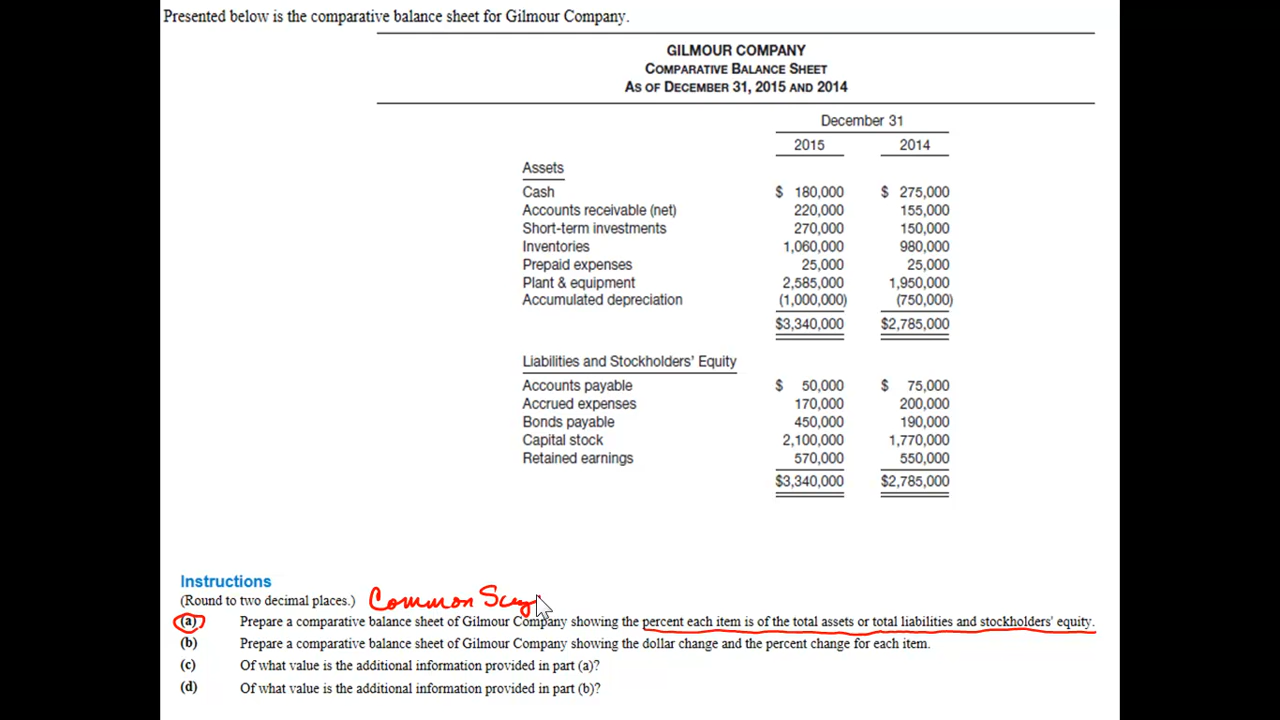 Presented below is the comparative balance sheet for Gilmour Company.
GILMOUR COMPANY
COMPARATIVE BALANCE SHEET
AS OF DECEMBER 31, 2015 AND 2014
December 31
2015 2014
Assets
Cash $ 180,000 $ 275,000
Accounts receivable (net) 220,000 155,000
Short-term investments 270,000 150,000
Inventories 1,060,000 980,000
Prepaid expenses 25,000 25,000
Plant & equipment 2,585,000 1,950,000
Accumulated depreciation (1,000,000) (750,000)
$3,340,000 $2,785,000
Liabilities and Stockholders' Equity
Accounts payable $ 50,000 $ 75,000
Accrued expenses 170,000 200,000
Bonds payable 450,000 190,000
Capital stock 2,100,000 1,770,000
Retained earnings 570,000 550,000
$3,340,000 $2,785,000
Instructions
(Round to two decimal places.) Common
(a) Prepare a comparative balance sheet of Gilmour Company showing the percent each item is of the total assets or total liabilities and stockholders' equity.
(b) Prepare a comparative balance sheet of Gilmour Company showing the dollar change and the percent change for each item.
(c) Of what value is the additional information provided in part (a)?
(d) Of what value is the additional information provided in part (b)?